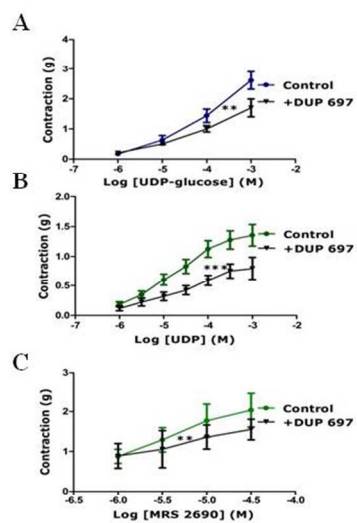 A
Contraction (g)
4
3
2
1
0
-7 -6 -5 -4 -3 -2
**
Control
+DUP 697
Log [UDP-glucose] (M)
B
Contraction (g)
2.0
1.5
1.0
0.5
0.0
-7 -6 -5 -4 -3 -2
***
Control
+DUP 697
Log [UDP] (M)
C
Contraction (g)
3
2
1
0
-6.5 -6.0 -5.5 -5.0 -4.5 -4.0
**
Control
+DUP 697
Log [MRS 2690] (M)